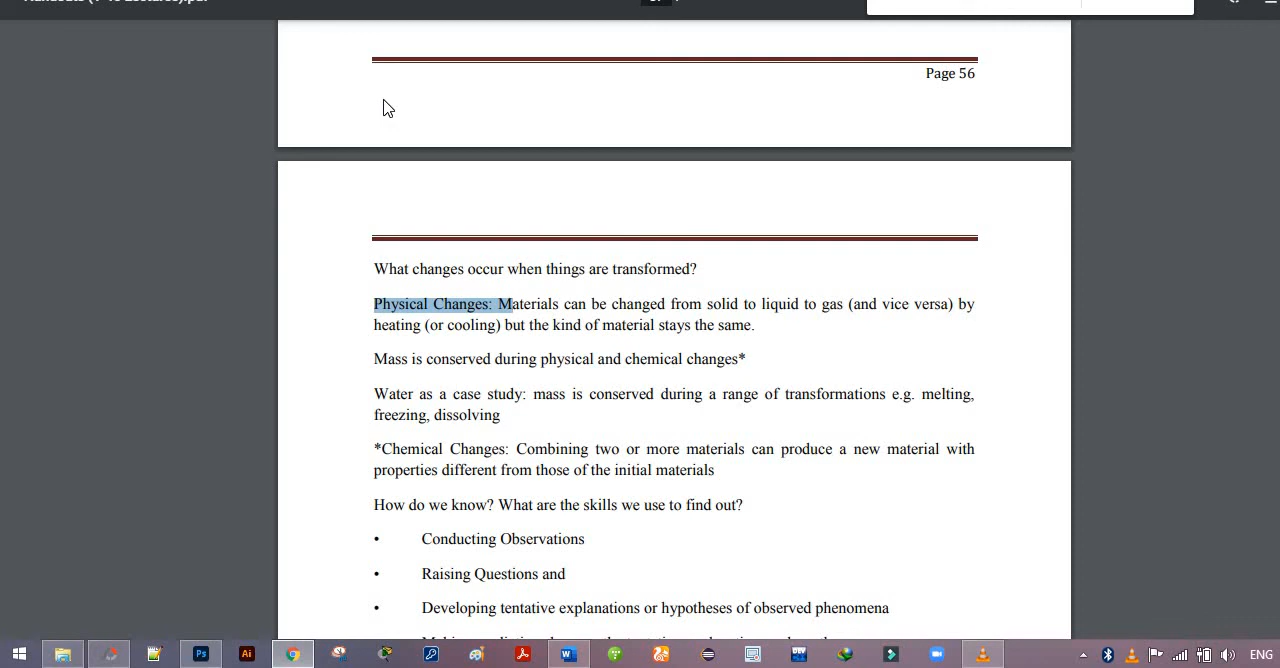 Page 56
What changes occur when things are transformed?
Physical Changes: Materials can be changed from solid to liquid to gas (and vice versa) by
heating (or cooling) but the kind of material stays the same.
Mass is conserved during physical and chemical changes*
Water as a case study: mass is conserved during a range of transformations e.g. melting,
freezing, dissolving
*Chemical Changes: Combining two or more materials can produce a new material with
properties different from those of the initial materials
How do we know? What are the skills we use to find out?
• Conducting Observations
• Raising Questions and
• Developing tentative explanations or hypotheses of observed phenomena
Ps Ai W ENG